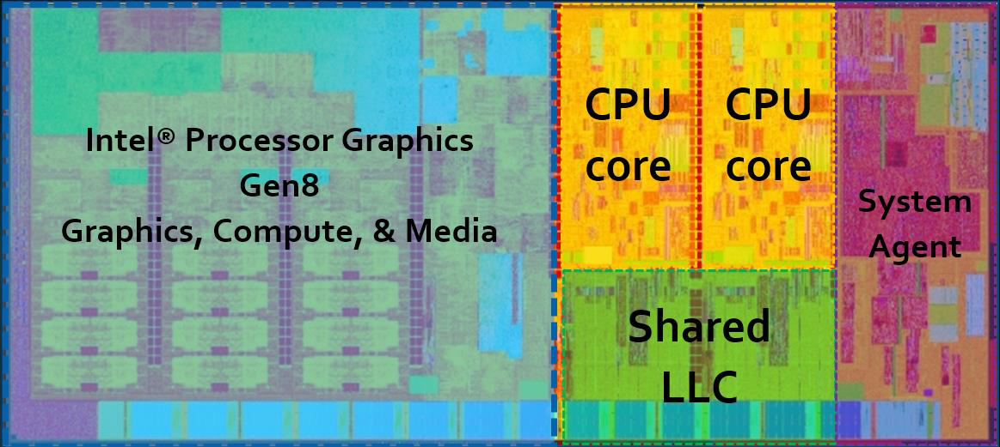 Intel® Processor Graphics
Gen8
Graphics, Compute, & Media
CPU
core
CPU
core
System
Agent
Shared
LLC